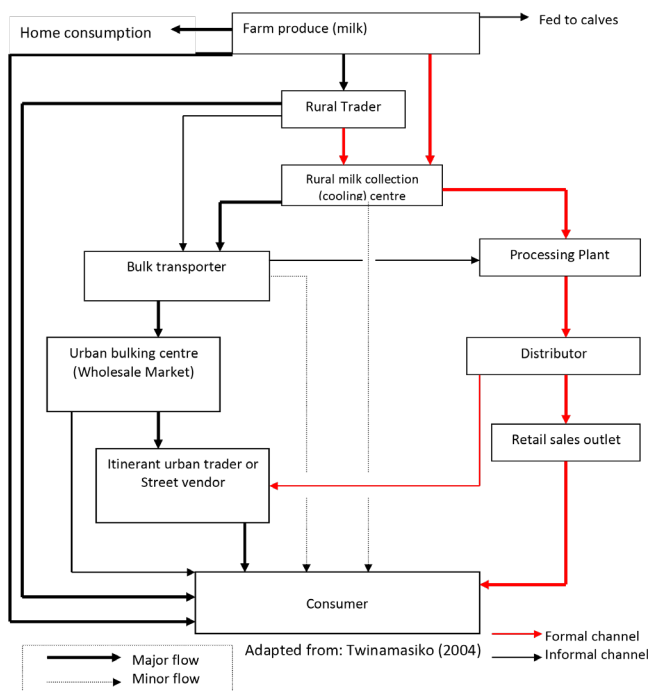 Farm produce (milk)
Home consumption
Fed to calves
Rural Trader
Rural milk collection
(cooling) centre
Bulk transporter
Processing Plant
Urban bulking centre
(Wholesale Market)
Distributor
Retail sales outlet
Itinerant urban trader or
Street vendor
Consumer
Adapted from: Twinamasiko (2004)
Formal channel
Informal channel
Major flow
Minor flow